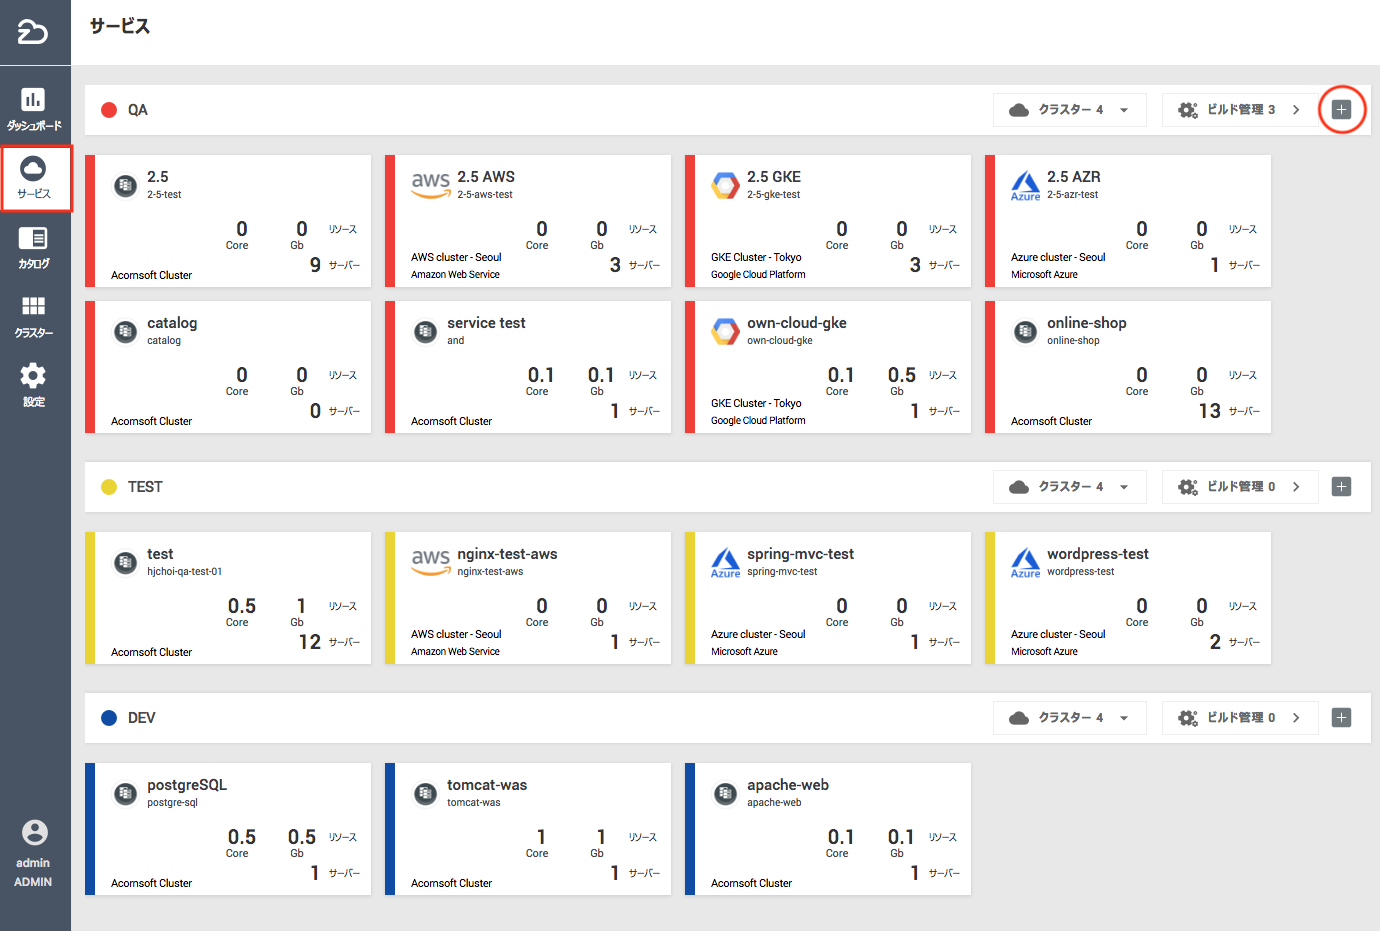 サービス
ダッシュボード
サービス
カタログ
クラスター
設定
admin
ADMIN
QA
クラスター 4
ビルド管理 3
2.5
2-5-test
0 0 リソース
Core Gb
9 サーバー
Acornsoft Cluster
aws
2.5 AWS
2-5-aws-test
0 0 リソース
Core Gb
AWS cluster - Seoul
3 サーバー
Amazon Web Service
2.5 GKE
2-5-gke-test
0 0 リソース
Core Gb
GKE Cluster - Tokyo
3 サーバー
Google Cloud Platform
Azure
2.5 AZR
2-5-azr-test
0 0 リソース
Core Gb
Azure cluster - Seoul
1 サーバー
Microsoft Azure
catalog
catalog
0 0 リソース
Core Gb
0 サーバー
Acornsoft Cluster
service test
and
0.1 0.1 リソース
Core Gb
1 サーバー
Acornsoft Cluster
own-cloud-gke
own-cloud-gke
0.1 0.5 リソース
Core Gb
GKE Cluster - Tokyo
1 サーバー
Google Cloud Platform
online-shop
online-shop
0 0 リソース
Core Gb
13 サーバー
Acornsoft Cluster
TEST
クラスター 4
ビルド管理 0
test
hjchoi-qa-test-01
0.5 1 リソース
Core Gb
12 サーバー
Acornsoft Cluster
aws
nginx-test-aws
nginx-test-aws
0 0 リソース
Core Gb
AWS cluster - Seoul
1 サーバー
Amazon Web Service
Azure
spring-mvc-test
spring-mvc-test
0 0 リソース
Core Gb
Azure cluster - Seoul
1 サーバー
Microsoft Azure
Azure
wordpress-test
wordpress-test
0 0 リソース
Core Gb
Azure cluster - Seoul
2 サーバー
Microsoft Azure
DEV
クラスター 4
ビルド管理 0
postgreSQL
postgre-sql
0.5 0.5 リソース
Core Gb
1 サーバー
Acornsoft Cluster
tomcat-was
tomcat-was
1 1 リソース
Core Gb
1 サーバー
Acornsoft Cluster
apache-web
apache-web
0.1 0.1 リソース
Core Gb
1 サーバー
Acornsoft Cluster